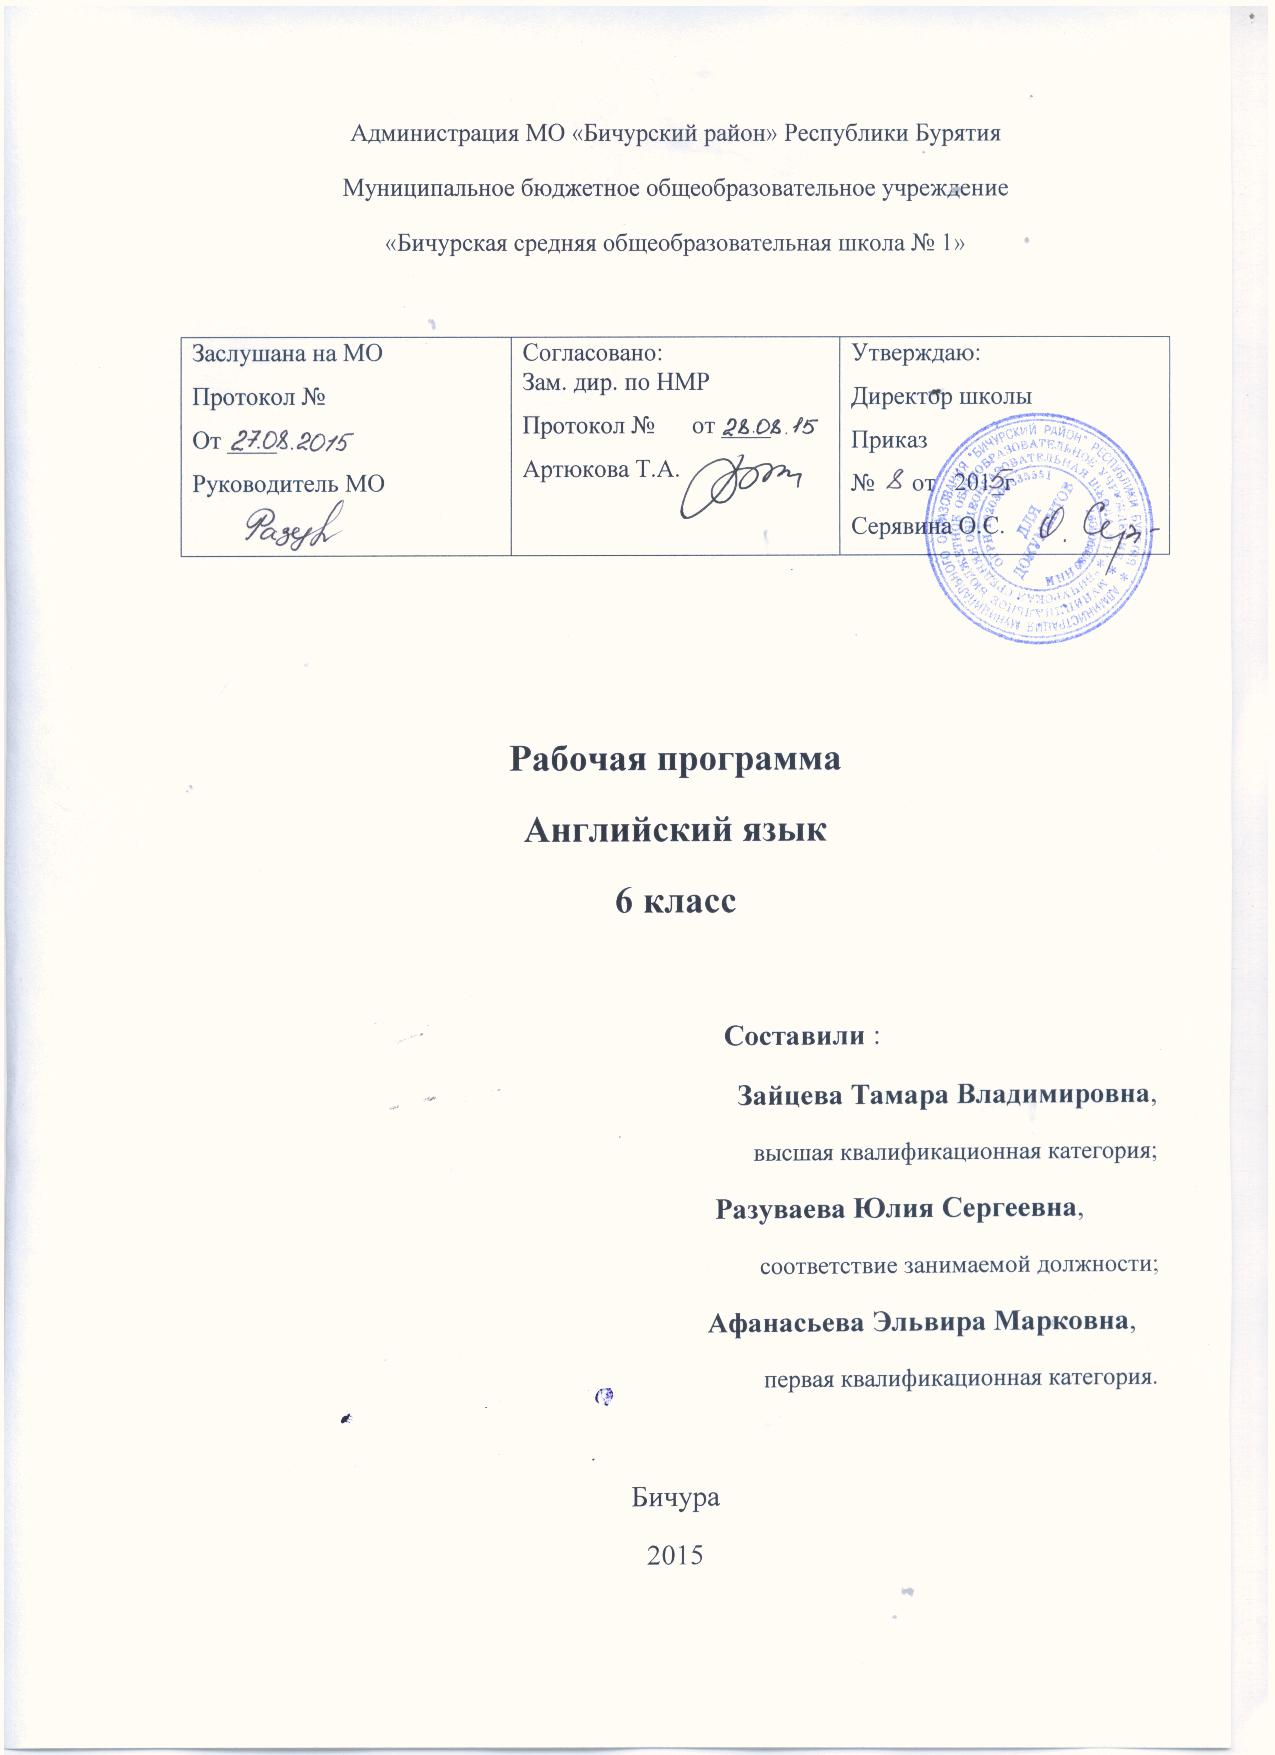 Администрация МО «Бичурский район» Республики Бурятия
Муниципальное бюджетное общеобразовательное учреждение
«Бичурская средняя общеобразовательная школа № 1»
Заслушана на МО
Протокол №
От 27.08.2015
Руководитель МО
Согласовано:
Зам. дир. по НМР
Протокол № от 28.08.15
Артюкова Т.А.
Утверждаю:
Директор школы
Приказ
№ 8 от 2015г
Серявина О.С.
ДЛЯ
ДОКУМЕНТОВ
Рабочая программа
Английский язык
6 класс
Составили :
Зайцева Тамара Владимировна,
высшая квалификационная категория;
Разуваева Юлия Сергеевна,
соответствие занимаемой должности;
Афанасьева Эльвира Марковна,
первая квалификационная категория.
Бичура
2015